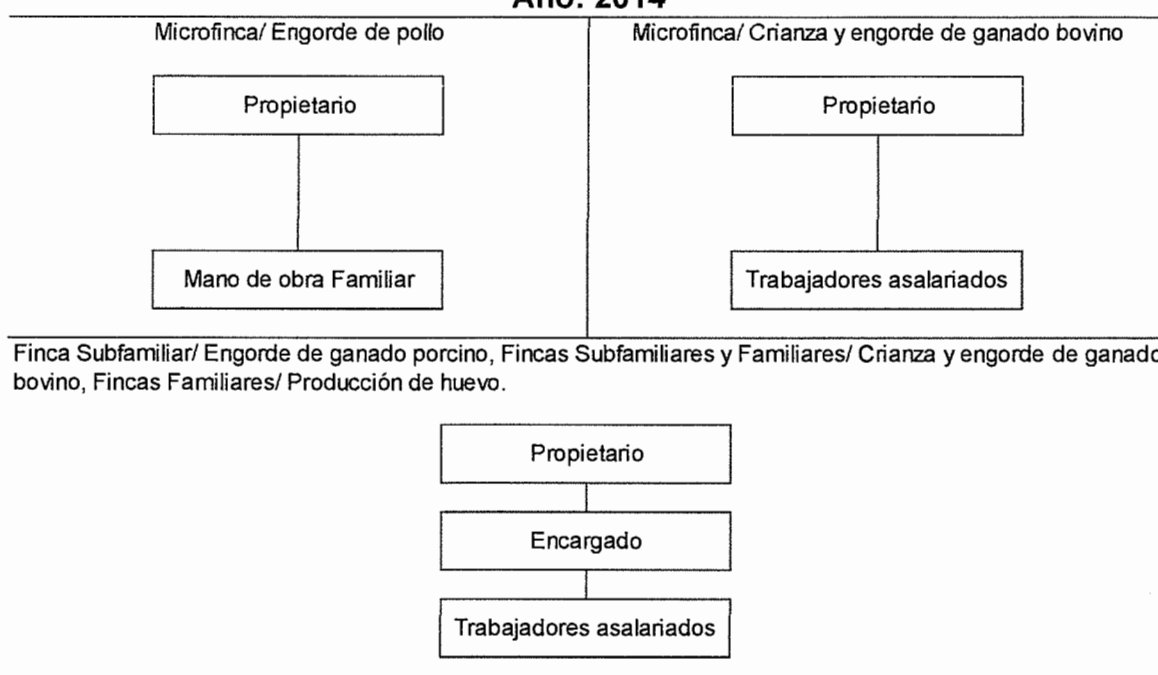 Año: 2014
Microfinca/ Engorde de pollo
Propietario
Mano de obra Familiar
Microfinca/ Crianza y engorde de ganado bovino
Propietario
Trabajadores asalariados
Finca Subfamiliar/ Engorde de ganado porcino, Fincas Subfamiliares y Familiares/ Crianza y engorde de ganado
bovino, Fincas Familiares/ Producción de huevo.
Propietario
Encargado
Trabajadores asalariados